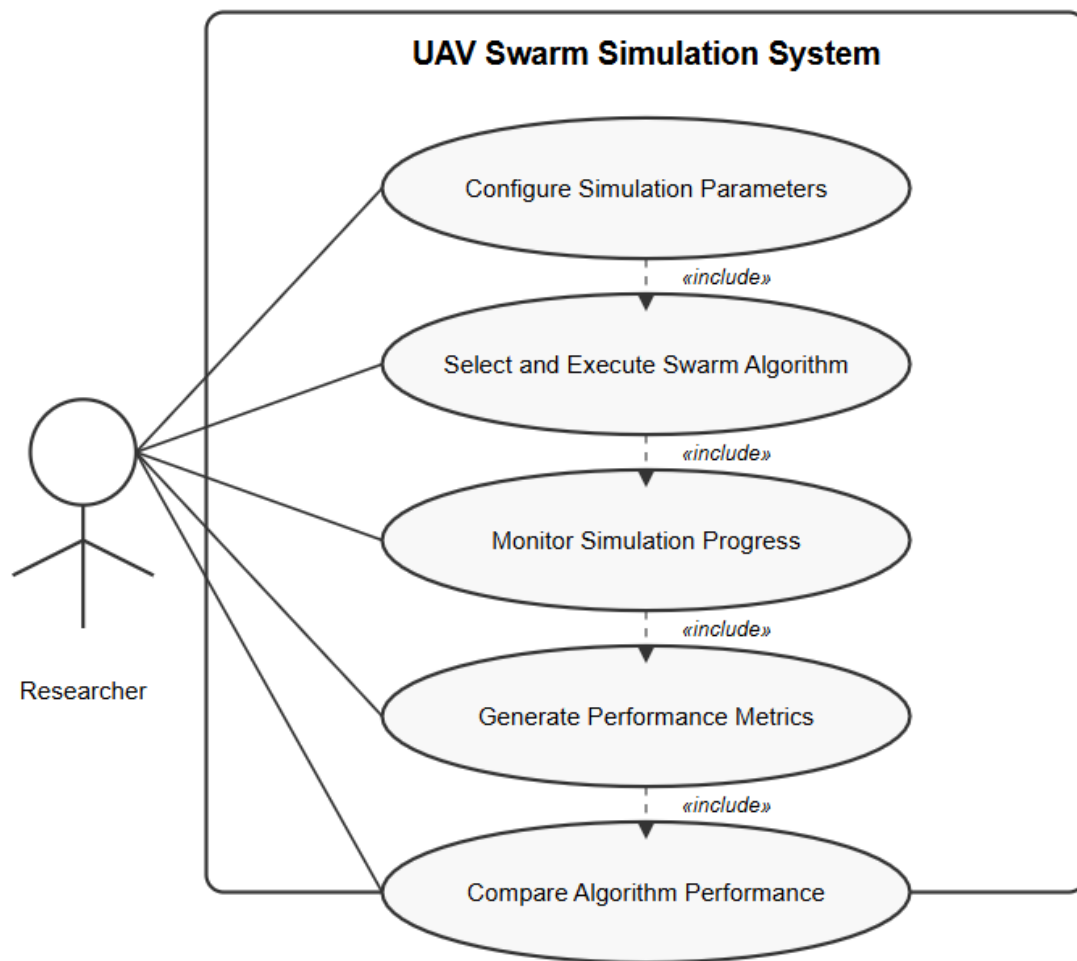 UAV Swarm Simulation System
Configure Simulation Parameters
«include»
Select and Execute Swarm Algorithm
«include»
Monitor Simulation Progress
«include»
Researcher
Generate Performance Metrics
«include»
Compare Algorithm Performance